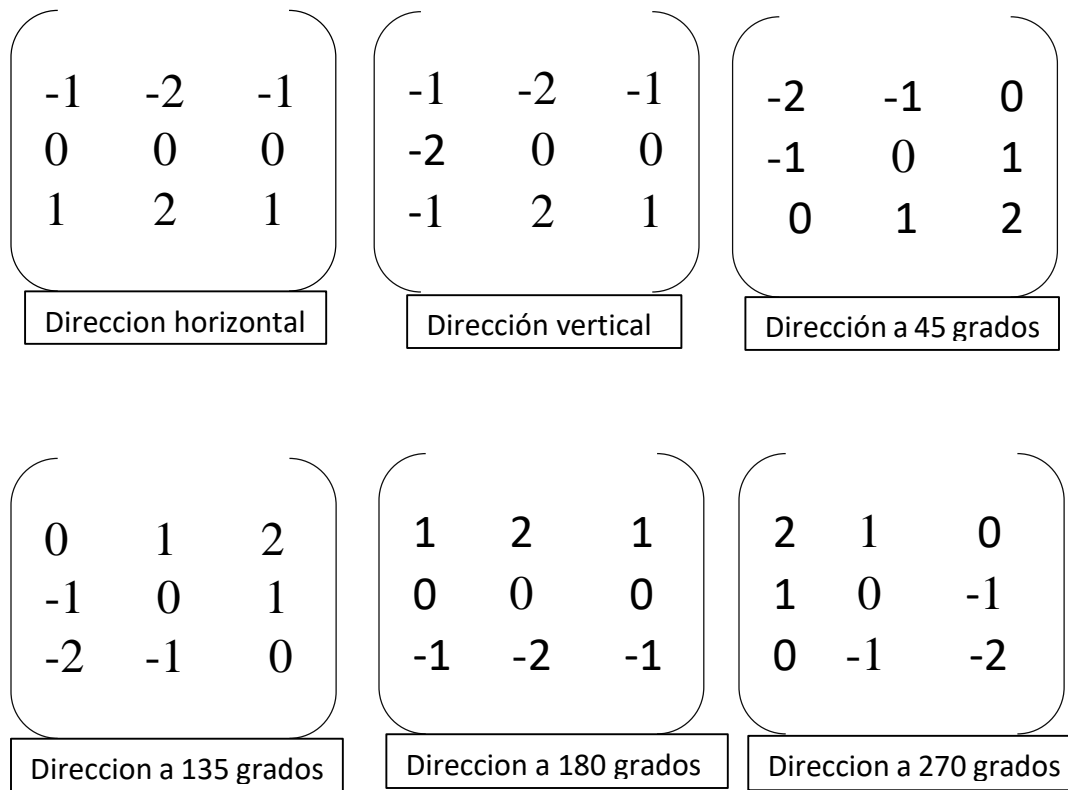 -1 -2 -1
0 0 0
1 2 1
Direccion horizontal
-1 -2 -1
-2 0 0
-1 2 1
Dirección vertical
-2 -1 0
-1 0 1
0 1 2
Dirección a 45 grados
0 1 2
-1 0 1
-2 -1 0
Direccion a 135 grados
1 2 1
0 0 0
-1 -2 -1
Direccion a 180 grados
2 1 0
1 0 -1
0 -1 -2
Direccion a 270 grados